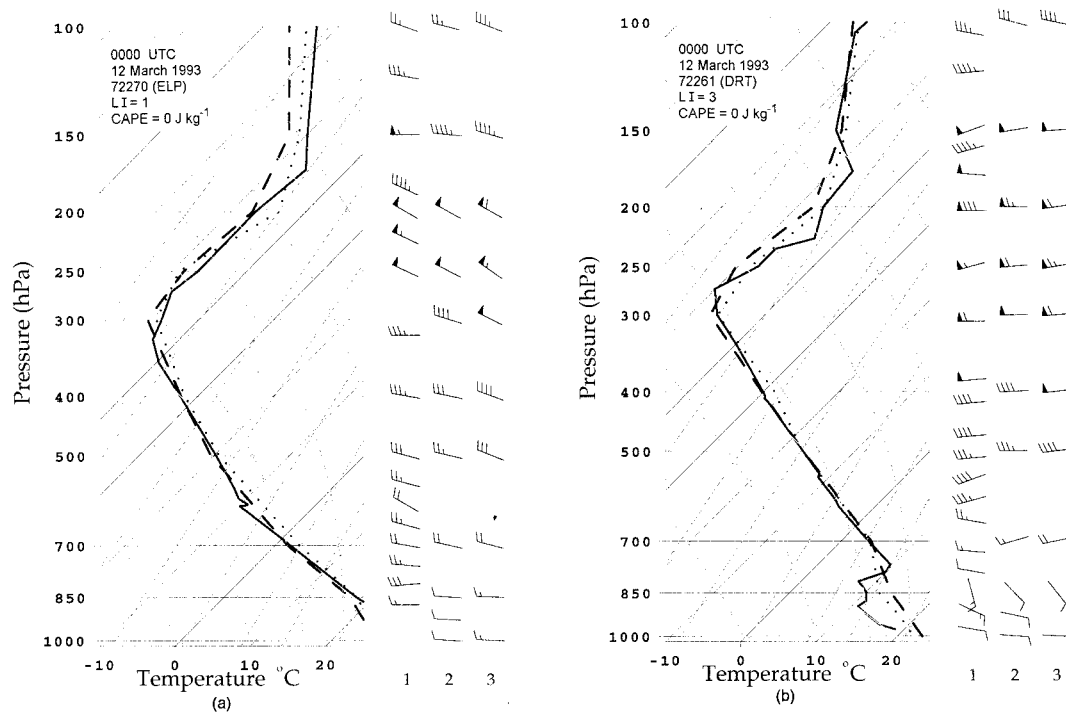 100
0000 UTC
12 March 1993
72270 (ELP)
LI = 1
CAPE = 0 J kg-1
150
200
250
300
400
500
700
850
1000
Pressure (hPa)
-10
0
10
20
Temperature °C
(a)
1
2
3
100
0000 UTC
12 March 1993
72261 (DRT)
LI = 3
CAPE = 0 J kg-1
150
200
250
300
400
500
700
850
1000
Pressure (hPa)
-10
0
10
20
Temperature °C
(b)
1
2
3